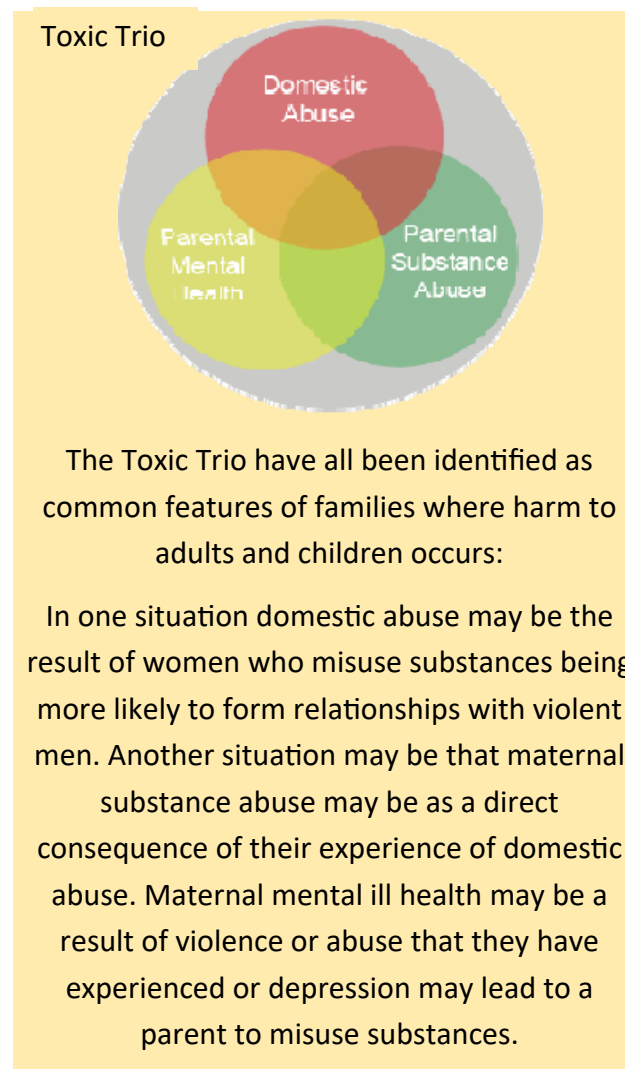 Toxic Trio
Domestic
Abuse
Parental
Mental
Health
Parental
Substance
Abuse
The Toxic Trio have all been identified as
common features of families where harm to
adults and children occurs:
In one situation domestic abuse may be the
result of women who misuse substances being
more likely to form relationships with violent
men. Another situation may be that maternal
substance abuse may be as a direct
consequence of their experience of domestic
abuse. Maternal mental ill health may be a
result of violence or abuse that they have
experienced or depression may lead to a
parent to misuse substances.